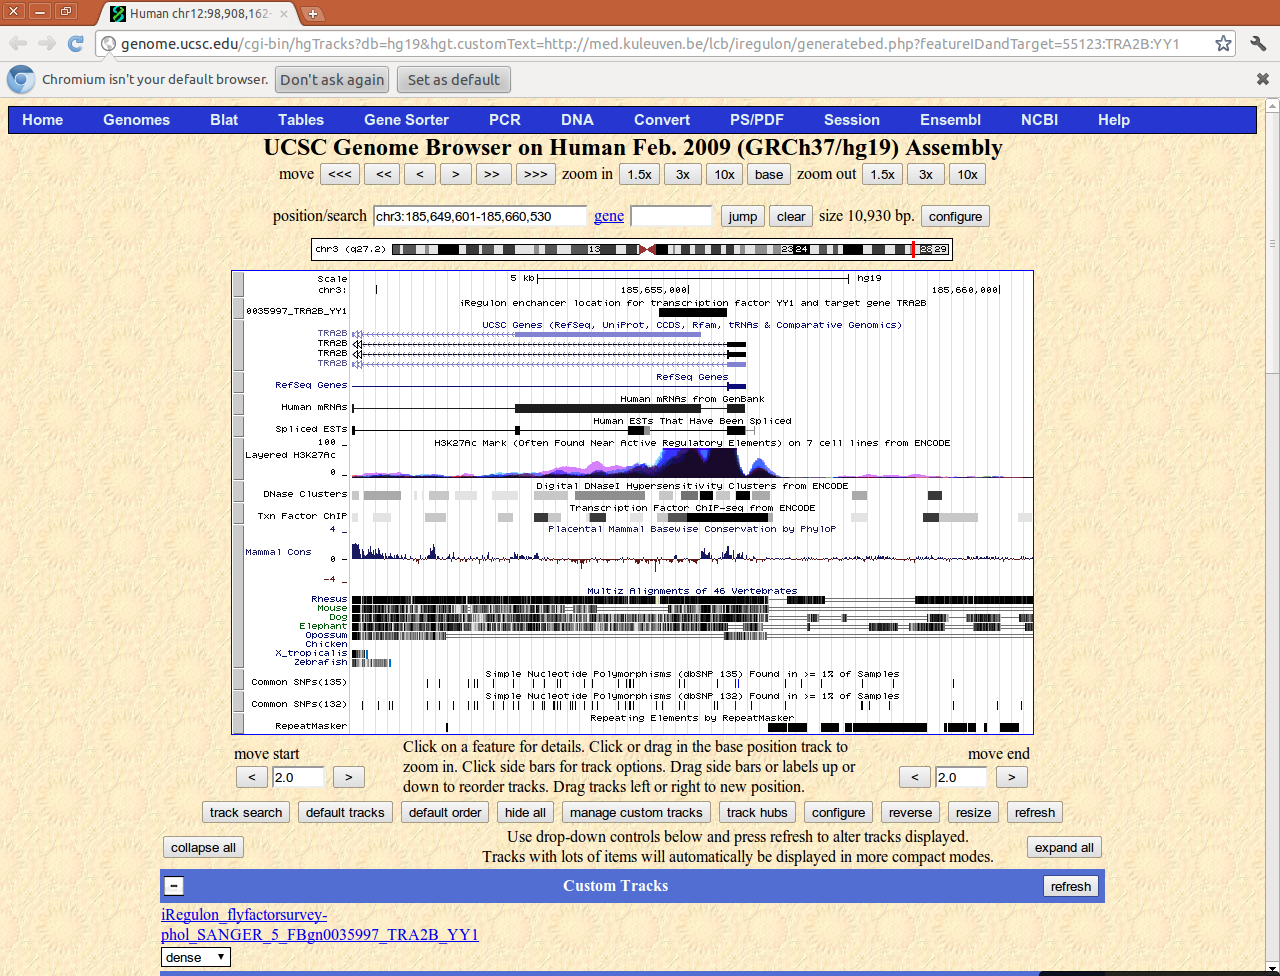 Human chr12:98,908,162-
genome.ucsc.edu/cgi-bin/hgTracks?db=hg19&hgt.customText=http://med.kuleuven.be/lcb/iregulon/generatebed.php?featureIDandTarget=55123:TRA2B:YY1
Chromium isn't your default browser. Don't ask again Set as default
Home Genomes Blat Tables Gene Sorter PCR DNA Convert PS/PDF Session Ensembl NCBI Help
UCSC Genome Browser on Human Feb. 2009 (GRCh37/hg19) Assembly
move <<< << < > >> >>> zoom in 1.5x 3x 10x base zoom out 1.5x 3x 10x
position/search chr3:185,649,601-185,660,530 gene jump clear size 10,930 bp. configure
chr3 (q27.2) 13 23 24 28 29
Scale 5 kb hg19
chr3: 185,655,000 185,660,000
iRegulon enchancer location for transcription factor YY1 and target gene TRA2B
0035997_TRA2B_YY1
UCSC Genes (RefSeq, UniProt, CCDS, Rfam, tRNAs & Comparative Genomics)
TRA2B
TRA2B
TRA2B
TRA2B
RefSeq Genes
RefSeq Genes
Human mRNAs from GenBank
Human mRNAs
Human ESTs That Have Been Spliced
Spliced ESTs
100 _
H3K27Ac Mark (Often Found Near Active Regulatory Elements) on 7 cell lines from ENCODE
Layered H3K27Ac
0 _
Digital DNaseI Hypersensitivity Clusters from ENCODE
DNase Clusters
Transcription Factor ChIP-seq from ENCODE
Txn Factor ChIP
4 _
Placental Mammal Basewise Conservation by PhyloP
Mammal Cons
0 _
-4 _
Multiz Alignments of 46 Vertebrates
Rhesus
Mouse
Dog
Elephant
Opossum
Chicken
X_tropicalis
Zebrafish
Simple Nucleotide Polymorphisms (dbSNP 135) Found in >= 1% of Samples
Common SNPs(135)
Simple Nucleotide Polymorphisms (dbSNP 132) Found in >= 1% of Samples
Common SNPs(132)
Repeating Elements by RepeatMasker
RepeatMasker
move start
< 2.0 >
Click on a feature for details. Click or drag in the base position track to
zoom in. Click side bars for track options. Drag side bars or labels up or
down to reorder tracks. Drag tracks left or right to new position.
move end
< 2.0 >
track search default tracks default order hide all manage custom tracks track hubs configure reverse resize refresh
collapse all
Use drop-down controls below and press refresh to alter tracks displayed.
Tracks with lots of items will automatically be displayed in more compact modes.
expand all
- Custom Tracks refresh
iRegulon_flyfactorsurvey-
phol_SANGER_5_FBgn0035997_TRA2B_YY1
dense